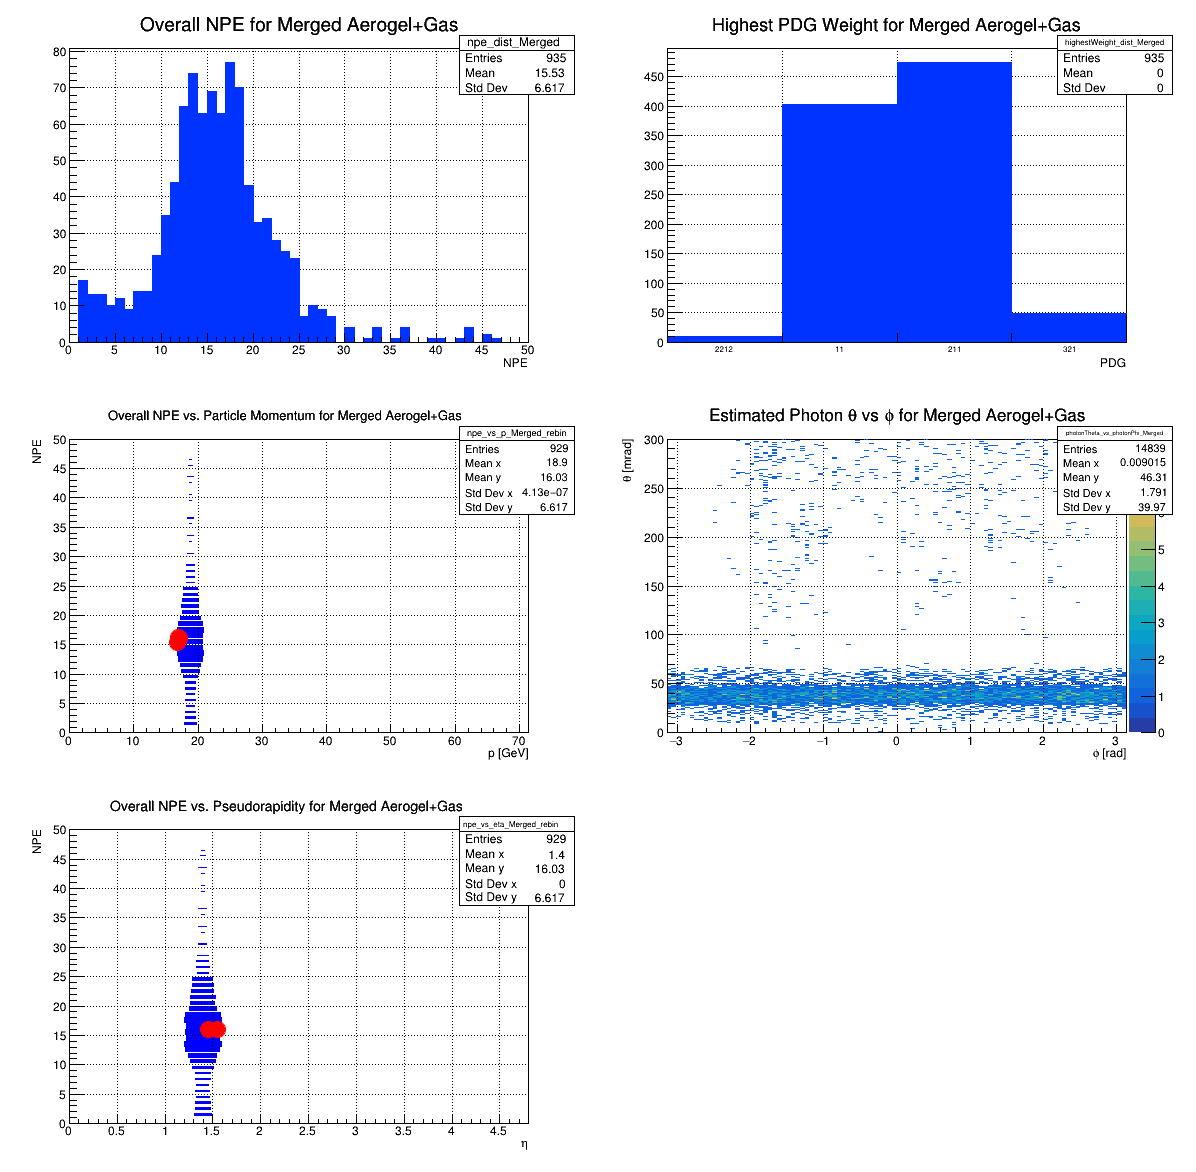 Overall NPE for Merged Aerogel+Gas
npe_dist_Merged
Entries 935
Mean 15.53
Std Dev 6.617
80
70
60
50
40
30
20
10
0
0 5 10 15 20 25 30 35 40 45 50
NPE
Highest PDG Weight for Merged Aerogel+Gas
highestWeight_dist_Merged
Entries 935
Mean 0
Std Dev 0
450
400
350
300
250
200
150
100
50
0
2212 11 211 321
PDG
Overall NPE vs. Particle Momentum for Merged Aerogel+Gas
npe_vs_p_Merged_rebin
Entries 929
Mean x 18.9
Mean y 16.03
Std Dev x 4.13e-07
Std Dev y 6.617
NPE
50
45
40
35
30
25
20
15
10
5
0
0 10 20 30 40 50 60 70
p [GeV]
Estimated Photon θ vs ϕ for Merged Aerogel+Gas
photonTheta_vs_photonPhi_Merged
Entries 14839
Mean x 0.009015
Mean y 46.31
Std Dev x 1.791
Std Dev y 39.97
θ [mrad]
300
250
200
150
100
50
0
−3 −2 −1 0 1 2 3
ϕ [rad]
5
4
3
2
1
0
Overall NPE vs. Pseudorapidity for Merged Aerogel+Gas
npe_vs_eta_Merged_rebin
Entries 929
Mean x 1.4
Mean y 16.03
Std Dev x 0
Std Dev y 6.617
NPE
50
45
40
35
30
25
20
15
10
5
0
0 0.5 1 1.5 2 2.5 3 3.5 4 4.5
η